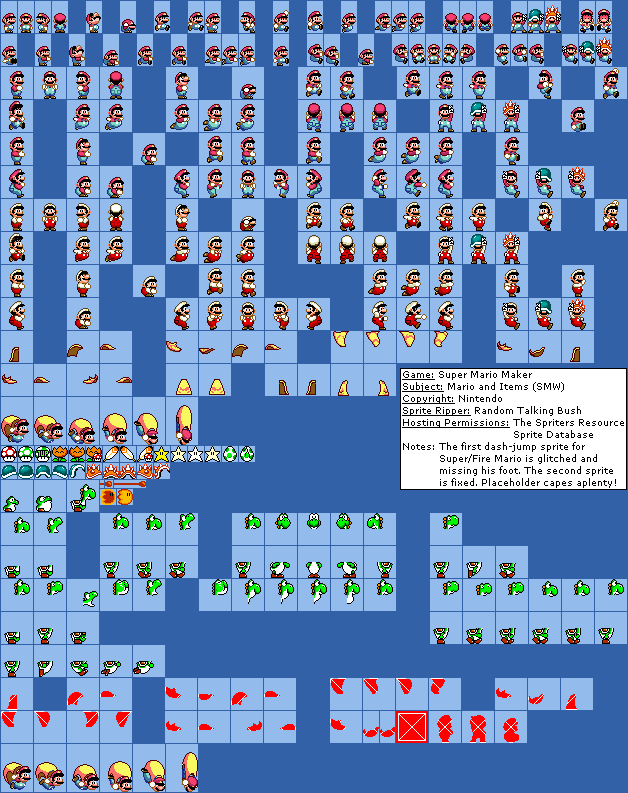 Game: Super Mario Maker
Subject: Mario and Items (SMW)
Copyright: Nintendo
Sprite Ripper: Random Talking Bush
Hosting Permissions: The Spriters Resource
Sprite Database
Notes: The first dash-jump sprite for
Super/Fire Mario is glitched and
missing his foot. The second sprite
is fixed. Placeholder capes aplenty!